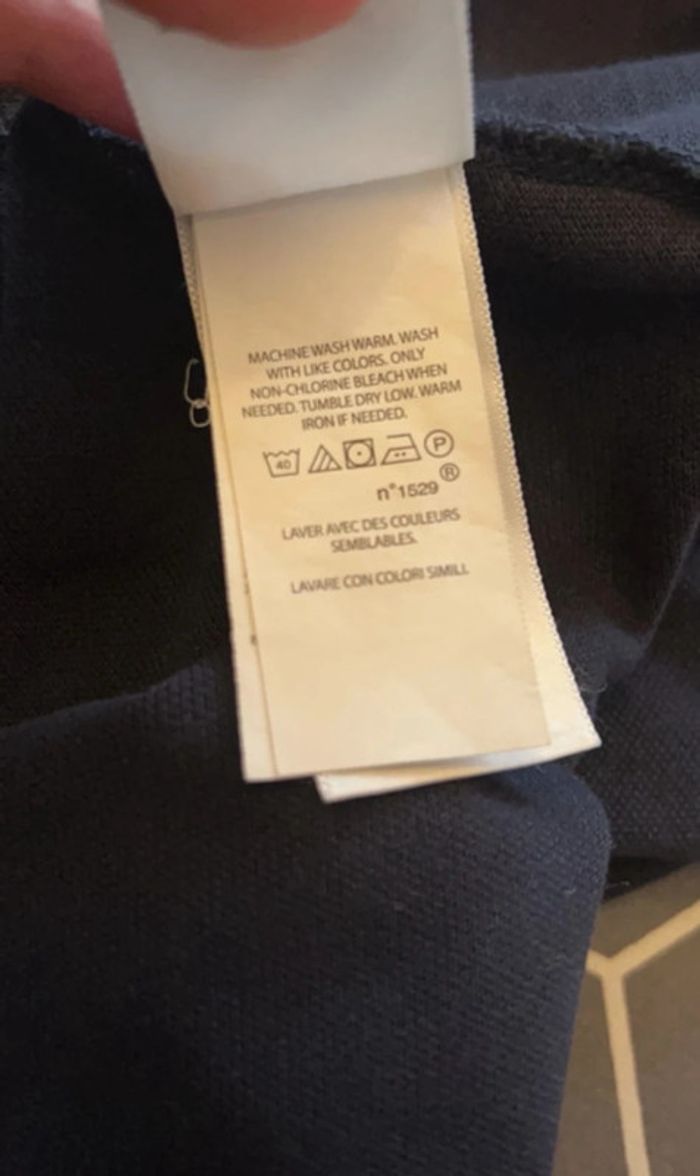 MACHINE WASH WARM. WASH
WITH LIKE COLORS. ONLY
NON-CHLORINE BLEACH WHEN
NEEDED. TUMBLE DRY LOW. WARM
IRON IF NEEDED.
40 P
®
n°1529
LAVER AVEC DES COULEURS
SEMBLABLES.
LAVARE CON COLORI SIMILI.